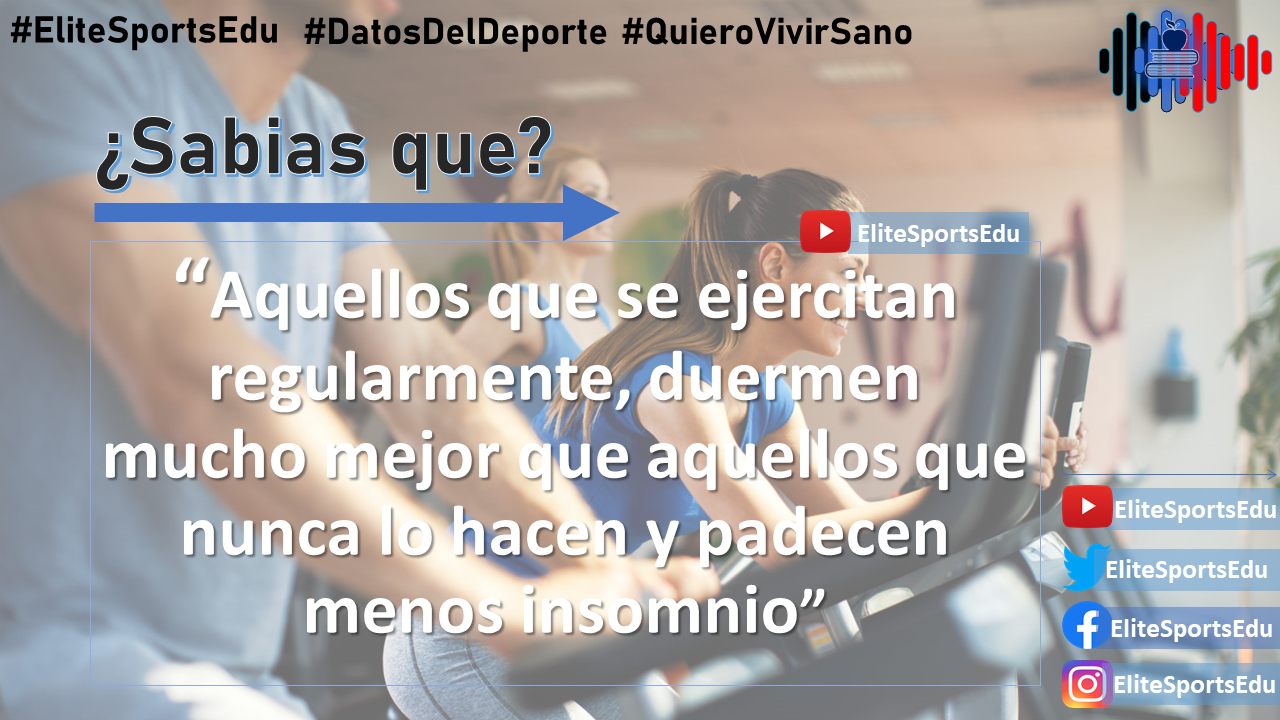 #EliteSportsEdu #DatosDelDeporte #QuieroVivirSano
¿Sabias que?
EliteSportsEdu
“Aquellos que se ejercitan
regularmente, duermen
mucho mejor que aquellos que
nunca lo hacen y padecen
menos insomnio”
EliteSportsEdu
EliteSportsEdu
EliteSportsEdu
EliteSportsEdu